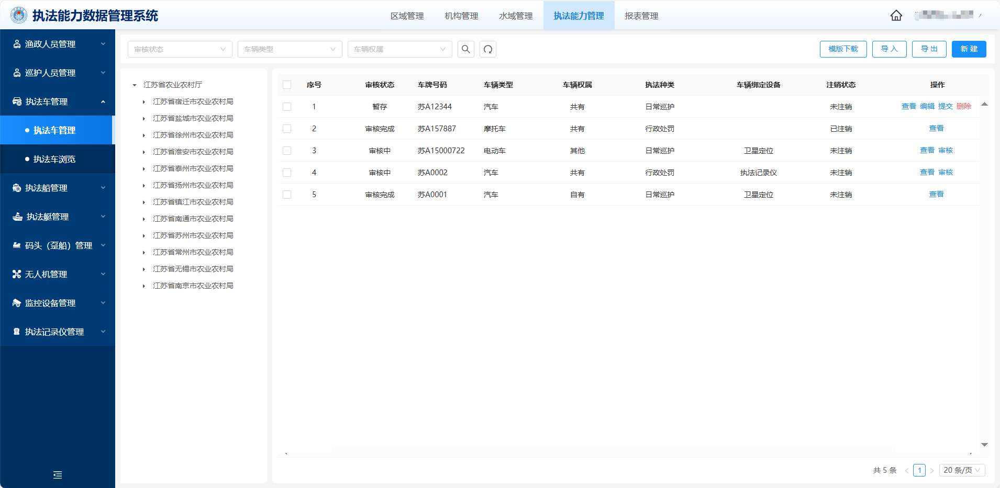 执法能力数据管理系统
区域管理 机构管理 水域管理 执法能力管理 报表管理
渔政人员管理
巡护人员管理
执法车管理
执法车管理
执法车浏览
执法船管理
执法艇管理
码头（趸船）管理
无人机管理
监控设备管理
执法记录仪管理
审核状态 车辆类型 车辆权属 模版下载 导入 导出 新建
江苏省农业农村厅
江苏省宿迁市农业农村局
江苏省盐城市农业农村局
江苏省徐州市农业农村局
江苏省淮安市农业农村局
江苏省泰州市农业农村局
江苏省扬州市农业农村局
江苏省镇江市农业农村局
江苏省南通市农业农村局
江苏省苏州市农业农村局
江苏省常州市农业农村局
江苏省无锡市农业农村局
江苏省南京市农业农村局
序号 审核状态 车牌号码 车辆类型 车辆权属 执法种类 车辆绑定设备 注销状态 操作
1 暂存 苏A12344 汽车 共有 日常巡护 未注销 查看 编辑 提交 删除
2 审核完成 苏A157887 摩托车 共有 行政处罚 已注销 查看
3 审核中 苏A15000722 电动车 其他 日常巡护 卫星定位 未注销 查看 审核
4 审核中 苏A0002 汽车 共有 行政处罚 执法记录仪 未注销 查看 审核
5 审核完成 苏A0001 汽车 自有 日常巡护 卫星定位 未注销 查看
共 5 条 < 1 > 20 条/页